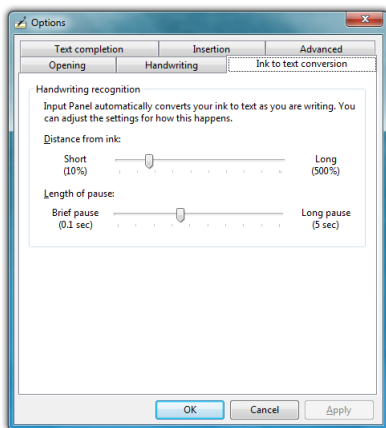 Options
Text completion Insertion Advanced
Opening Handwriting Ink to text conversion
Handwriting recognition
Input Panel automatically converts your ink to text as you are writing. You
can adjust the settings for how this happens.
Distance from ink:
Short Long
(10%) (500%)
Length of pause:
Brief pause Long pause
(0.1 sec) (5 sec)
OK Cancel Apply